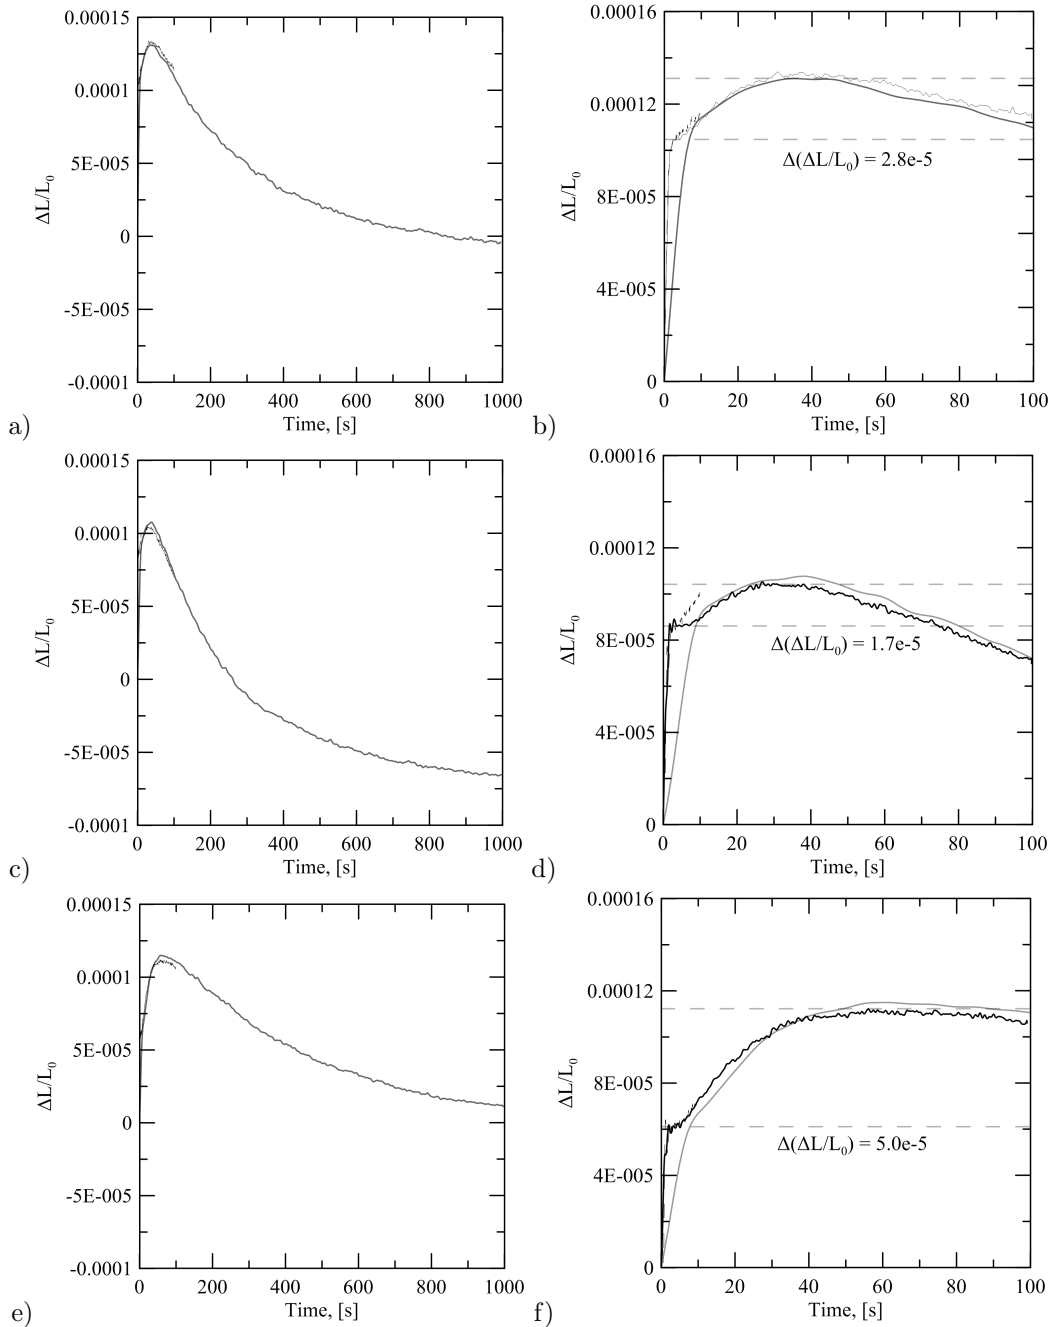 0.00015
0.0001
5E-005
0
-5E-005
-0.0001
ΔL/L0
0 200 400 600 800 1000
Time, [s]
a)
0.00016
0.00012
8E-005
4E-005
0
ΔL/L0
Δ(ΔL/L0) = 2.8e-5
0 20 40 60 80 100
Time, [s]
b)
0.00015
0.0001
5E-005
0
-5E-005
-0.0001
ΔL/L0
0 200 400 600 800 1000
Time, [s]
c)
0.00016
0.00012
8E-005
4E-005
0
ΔL/L0
Δ(ΔL/L0) = 1.7e-5
0 20 40 60 80 100
Time, [s]
d)
0.00015
0.0001
5E-005
0
-5E-005
-0.0001
ΔL/L0
0 200 400 600 800 1000
Time, [s]
e)
0.00016
0.00012
8E-005
4E-005
0
ΔL/L0
Δ(ΔL/L0) = 5.0e-5
0 20 40 60 80 100
Time, [s]
f)